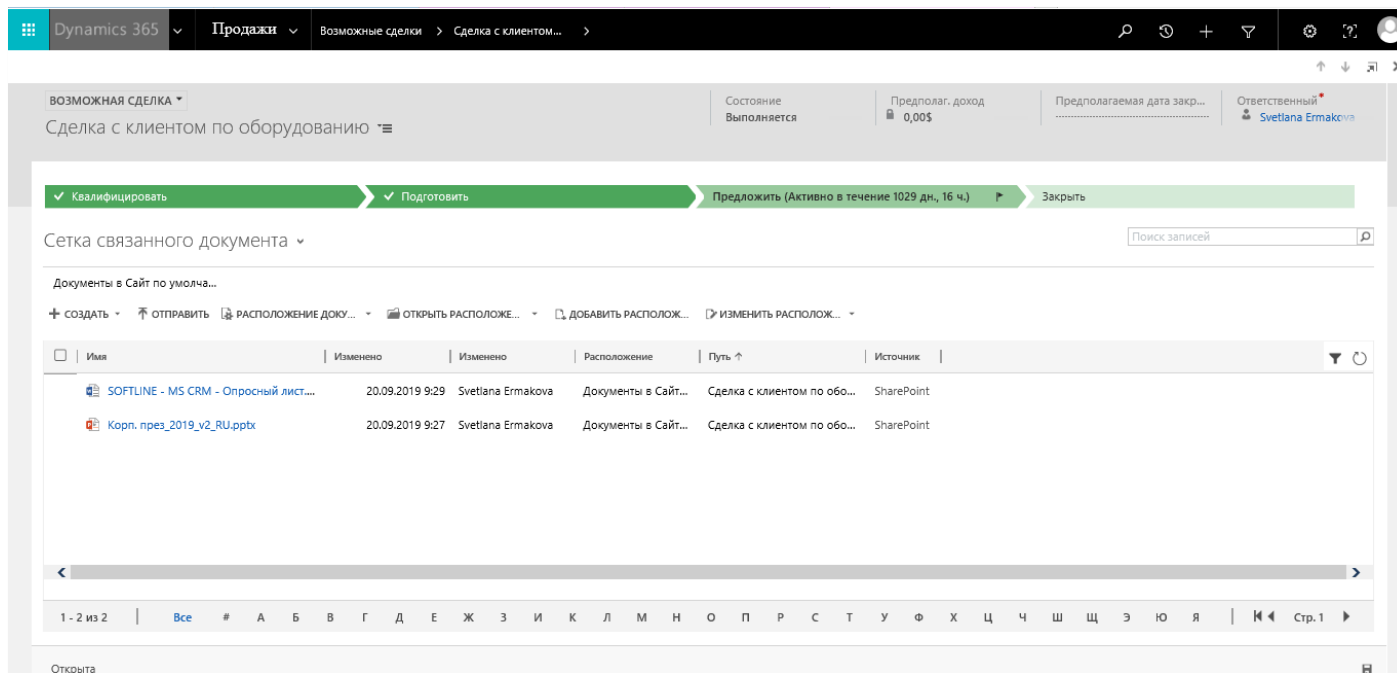 Dynamics 365 Продажи Возможные сделки > Сделка с клиентом... >
ВОЗМОЖНАЯ СДЕЛКА
Сделка с клиентом по оборудованию
Состояние
Выполняется
Предполаг. доход
0,00$
Предполагаемая дата закр...
Ответственный*
Svetlana Ermakova
Квалифицировать Подготовить Предложить (Активно в течение 1029 дн., 16 ч.) Закрыть
Сетка связанного документа
Поиск записей
Документы в Сайт по умолча...
СОЗДАТЬ ОТПРАВИТЬ РАСПОЛОЖЕНИЕ ДОКУ... ОТКРЫТЬ РАСПОЛОЖЕ... ДОБАВИТЬ РАСПОЛОЖ... ИЗМЕНИТЬ РАСПОЛОЖ...
Имя Изменено Изменено Расположение Путь ↑ Источник
SOFTLINE - MS CRM - Опросный лист.... 20.09.2019 9:29 Svetlana Ermakova Документы в Сайт... Сделка с клиентом по обо... SharePoint
Корп. през_2019_v2_RU.pptx 20.09.2019 9:27 Svetlana Ermakova Документы в Сайт... Сделка с клиентом по обо... SharePoint
1 - 2 из 2 Все # А Б В Г Д Е Ж З И К Л М Н О П Р С Т У Ф Х Ц Ч Ш Щ Э Ю Я Стр. 1
Открыта